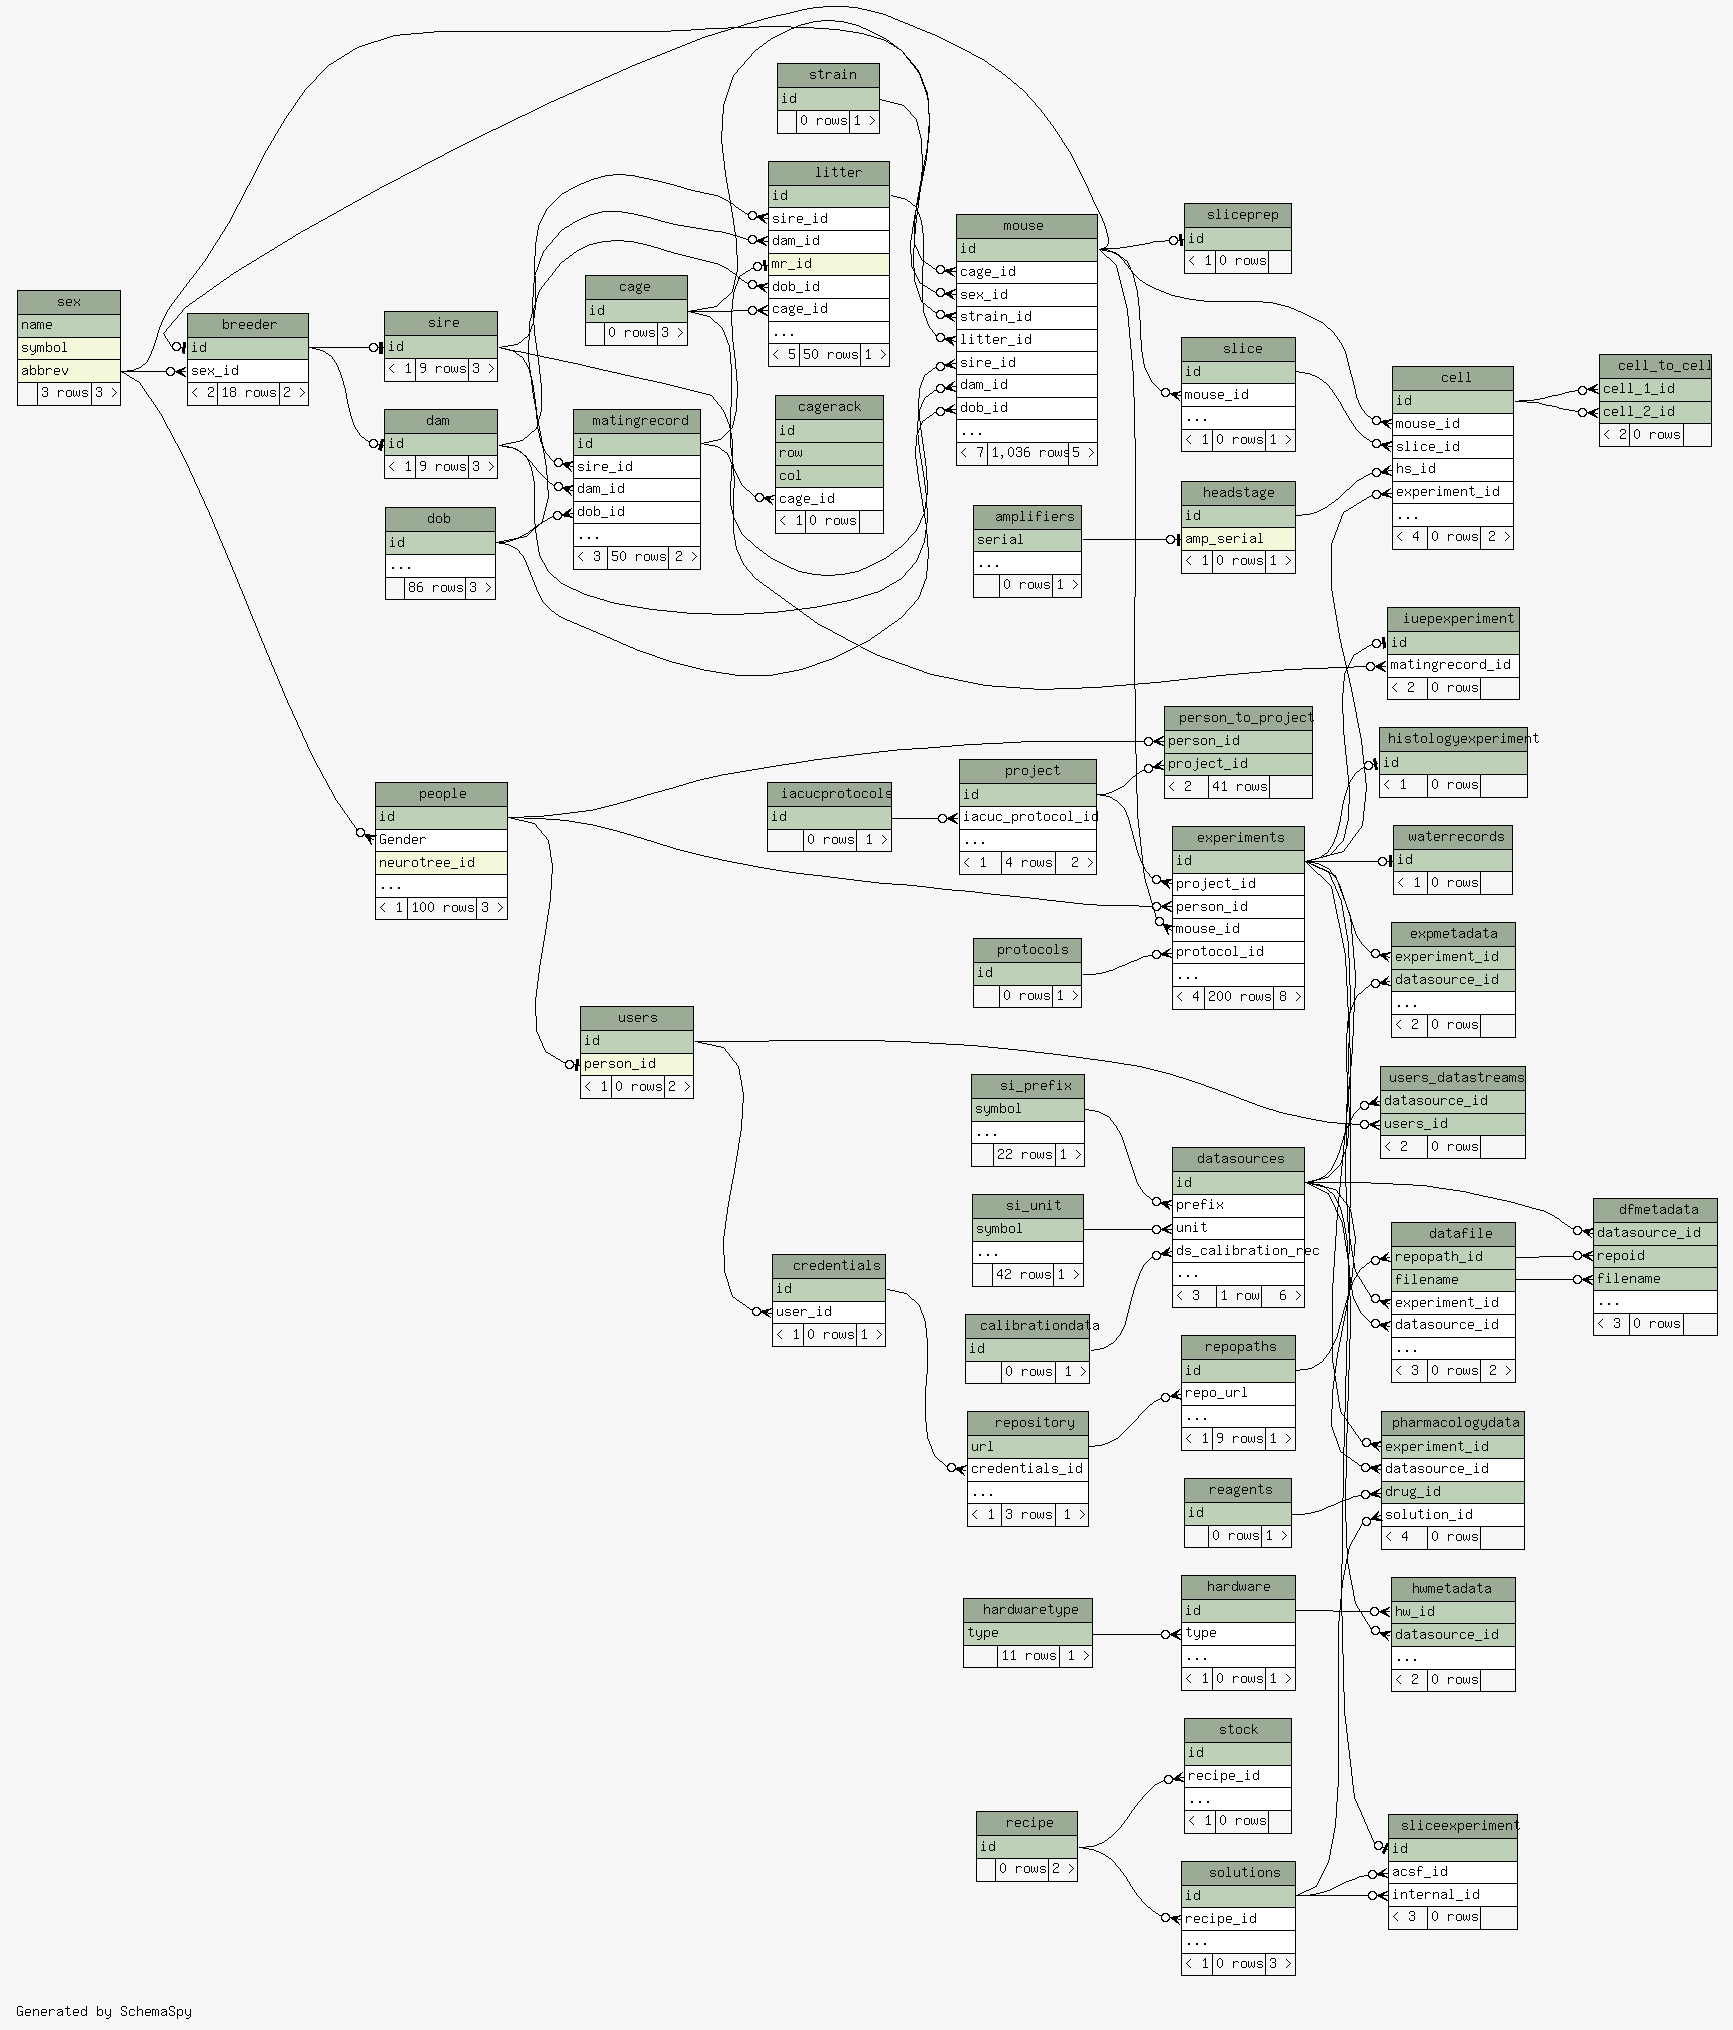 strain
id
0 rows 1 >
litter
id
sire_id
dam_id
mr_id
dob_id
cage_id
...
< 5 50 rows 1 >
mouse
id
cage_id
sex_id
strain_id
litter_id
sire_id
dam_id
dob_id
...
< 7 1,036 rows 5 >
sliceprep
id
< 1 0 rows
cage
id
0 rows 3 >
sex
name
symbol
abbrev
3 rows 3 >
breeder
id
sex_id
< 2 18 rows 2 >
sire
id
< 1 9 rows 3 >
dam
id
< 1 9 rows 3 >
dob
id
...
86 rows 3 >
matingrecord
id
sire_id
dam_id
dob_id
...
< 3 50 rows 2 >
cagerack
id
row
col
cage_id
< 1 0 rows
slice
id
mouse_id
...
< 1 0 rows 1 >
cell
id
mouse_id
slice_id
hs_id
experiment_id
...
< 4 0 rows 2 >
cell_to_cell
cell_1_id
cell_2_id
< 2 0 rows
amplifiers
serial
...
0 rows 1 >
headstage
id
amp_serial
< 1 0 rows 1 >
iuepexperiment
id
matingrecord_id
< 2 0 rows
person_to_project
person_id
project_id
< 2 41 rows
histologyexperiment
id
< 1 0 rows
people
id
Gender
neurotree_id
...
< 1 100 rows 3 >
iacucprotocols
id
0 rows 1 >
project
id
iacuc_protocol_id
...
< 1 4 rows 2 >
experiments
id
project_id
person_id
mouse_id
protocol_id
...
< 4 200 rows 8 >
waterrecords
id
< 1 0 rows
protocols
id
0 rows 1 >
expmetadata
experiment_id
datasource_id
...
< 2 0 rows
users
id
person_id
< 1 0 rows 2 >
si_prefix
symbol
...
22 rows 1 >
users_datastreams
datasource_id
users_id
< 2 0 rows
si_unit
symbol
...
42 rows 1 >
datasources
id
prefix
unit
ds_calibration_rec
...
< 3 1 row 6 >
datafile
repopath_id
filename
experiment_id
datasource_id
...
< 3 0 rows 2 >
dfmetadata
datasource_id
repoid
filename
...
< 3 0 rows
credentials
id
user_id
< 1 0 rows 1 >
calibrationdata
id
0 rows 1 >
repopaths
id
repo_url
...
< 1 9 rows 1 >
repository
url
credentials_id
...
< 1 3 rows 1 >
pharmacologydata
experiment_id
datasource_id
drug_id
solution_id
< 4 0 rows
reagents
id
0 rows 1 >
hardwaretype
type
11 rows 1 >
hardware
id
type
...
< 1 0 rows 1 >
hwmetadata
hw_id
datasource_id
...
< 2 0 rows
stock
id
recipe_id
...
< 1 0 rows
recipe
id
0 rows 2 >
solutions
id
recipe_id
...
< 1 0 rows 3 >
sliceexperiment
id
acsf_id
internal_id
< 3 0 rows
Generated by SchemaSpy